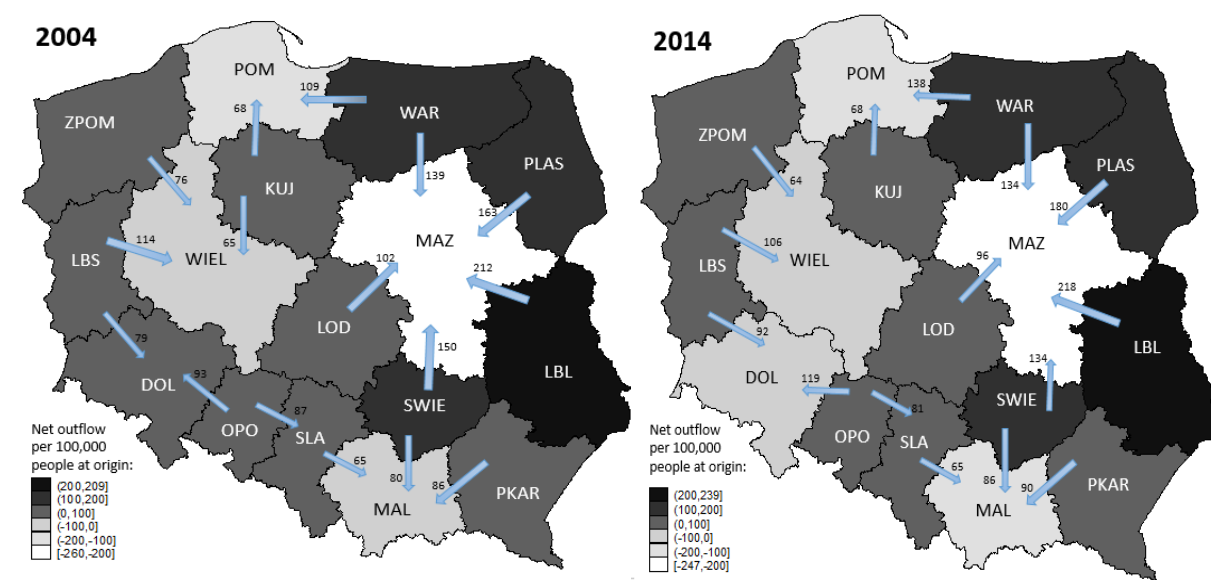 2004
POM
109
68
WAR
ZPOM
PLAS
76
KUJ
139
163
MAZ
65
114
WIEL
LBS
102
212
LOD
79
150
LBL
DOL
93
87
SWIE
OPO
SLA
65
80
86
PKAR
MAL
Net outflow
per 100,000
people at origin:
(200,209]
(100,200]
(0,100]
(-100,0]
(-200,-100]
[-260,-200]
2014
POM
138
68
WAR
ZPOM
PLAS
64
KUJ
134
180
MAZ
106
WIEL
LBS
96
218
LOD
92
LBL
DOL
119
134
81
SWIE
OPO
SLA
65
86
90
PKAR
MAL
Net outflow
per 100,000
people at origin:
(200,239]
(100,200]
(0,100]
(-100,0]
(-200,-100]
[-247,-200]